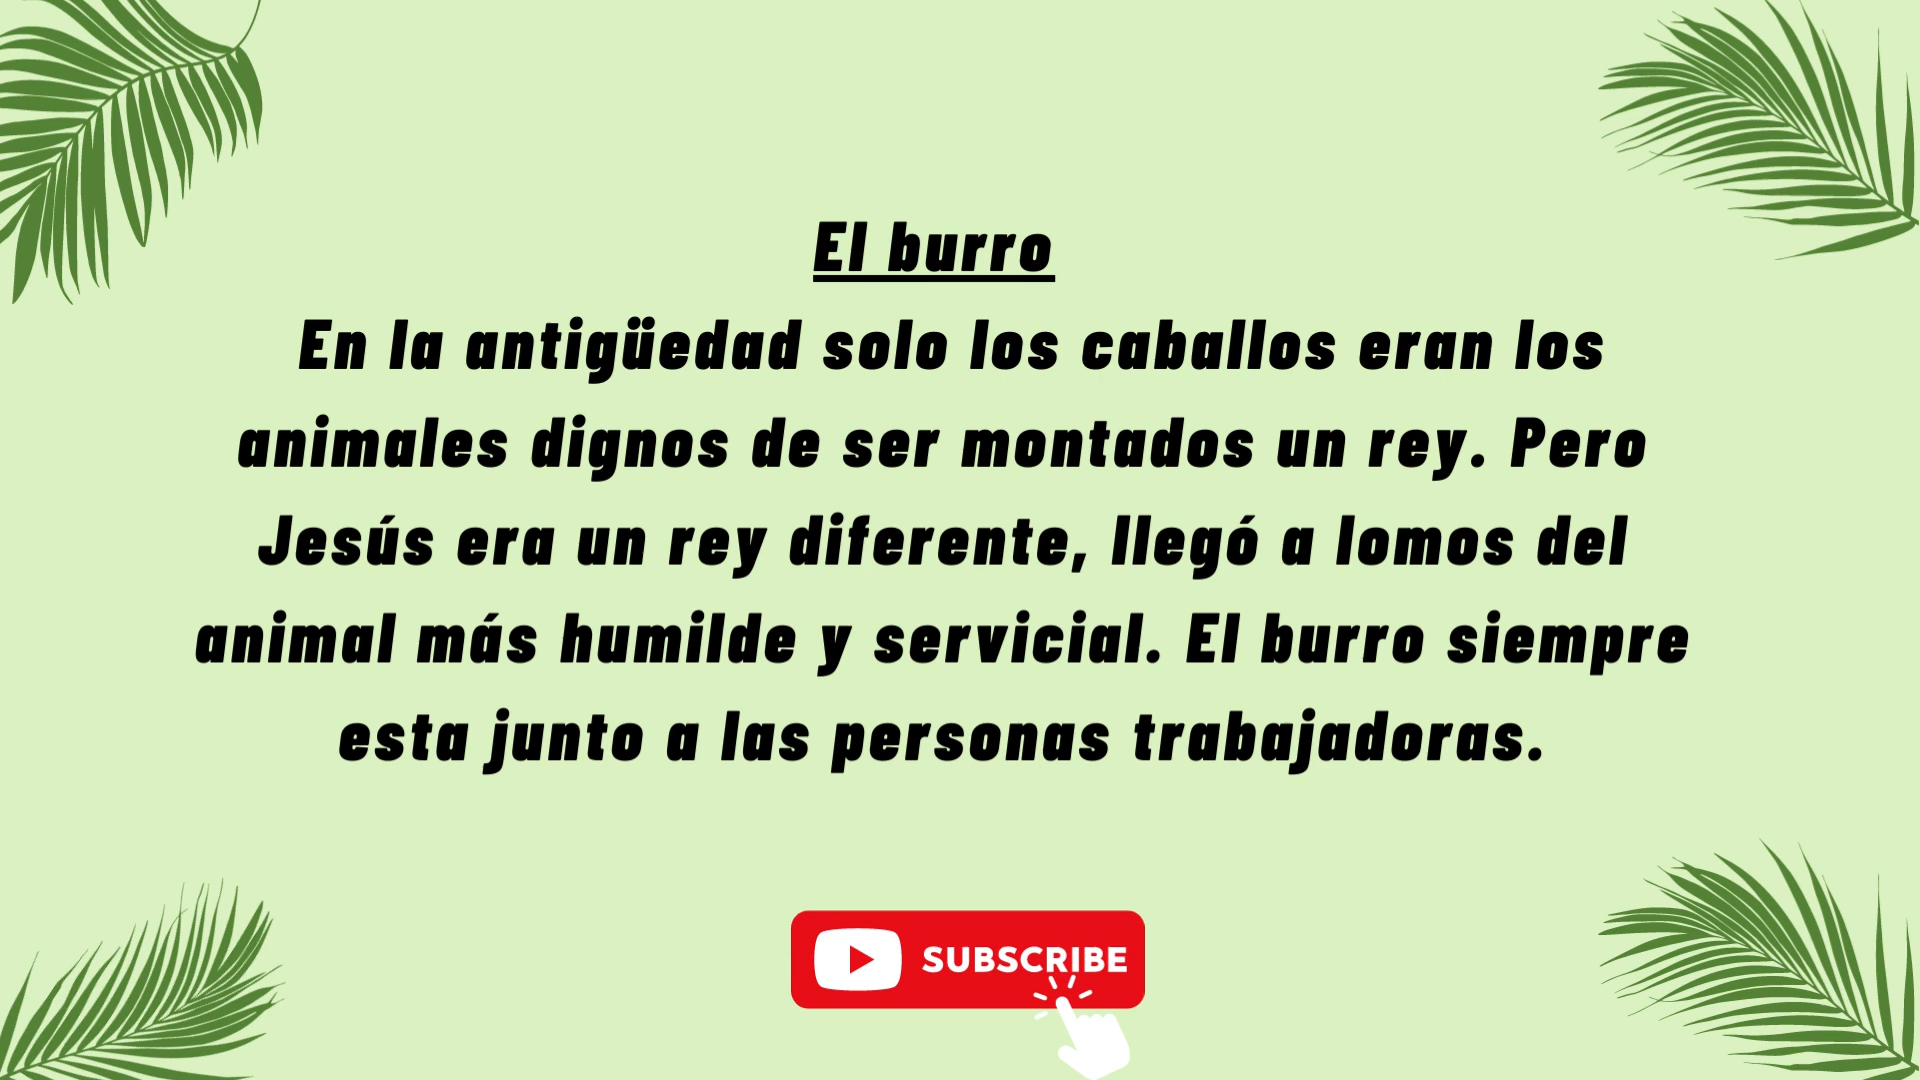 El burro
En la antigüedad solo los caballos eran los
animales dignos de ser montados un rey. Pero
Jesús era un rey diferente, llegó a lomos del
animal más humilde y servicial. El burro siempre
esta junto a las personas trabajadoras.
SUBSCRIBE